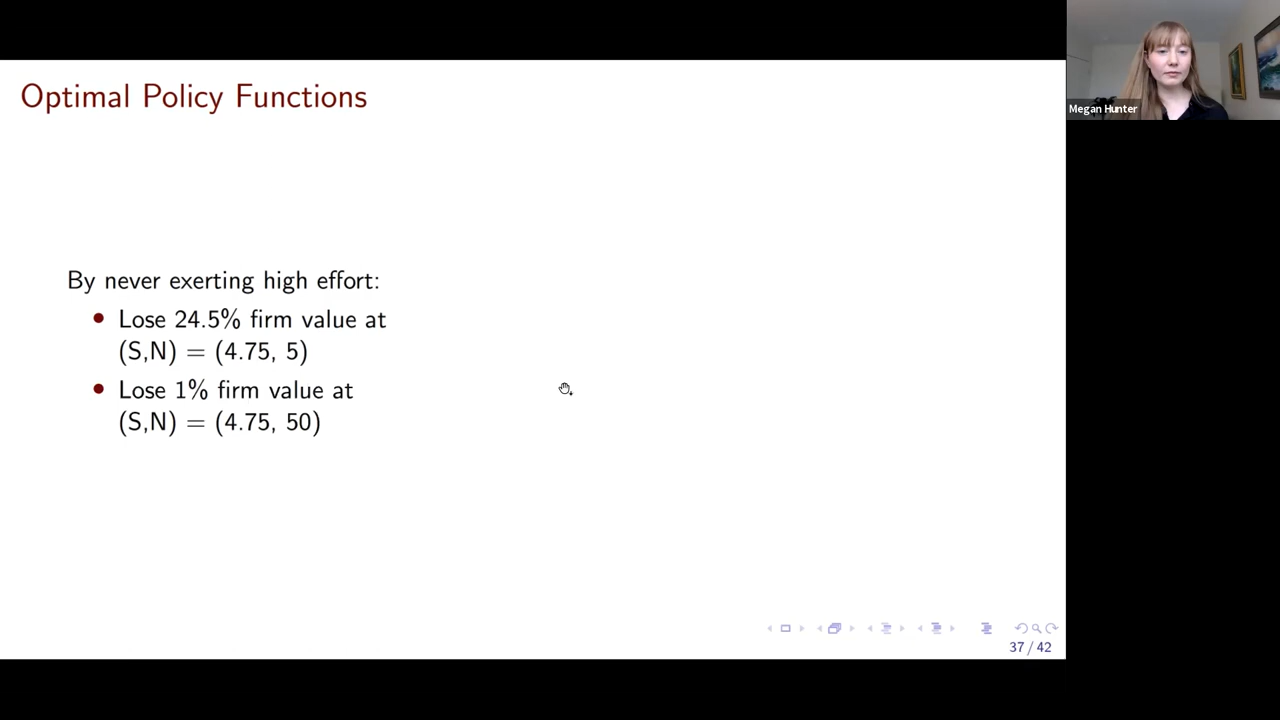 Optimal Policy Functions
Megan Hunter
By never exerting high effort:
• Lose 24.5% firm value at
(S,N) = (4.75, 5)
• Lose 1% firm value at
(S,N) = (4.75, 50)
37 / 42